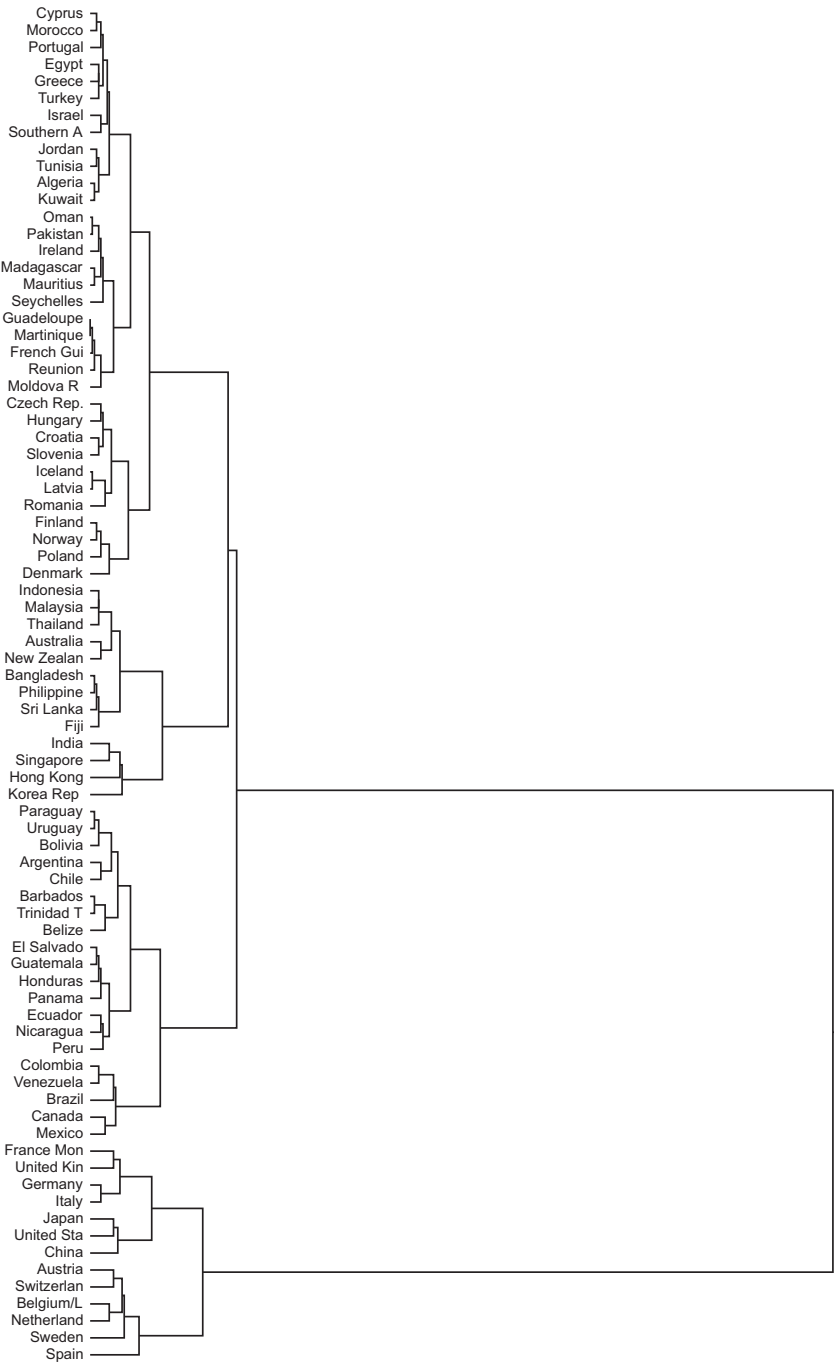 Cyprus
Morocco
Portugal
Egypt
Greece
Turkey
Israel
Southern A
Jordan
Tunisia
Algeria
Kuwait
Oman
Pakistan
Ireland
Madagascar
Mauritius
Seychelles
Guadeloupe
Martinique
French Gui
Reunion
Moldova R
Czech Rep.
Hungary
Croatia
Slovenia
Iceland
Latvia
Romania
Finland
Norway
Poland
Denmark
Indonesia
Malaysia
Thailand
Australia
New Zealan
Bangladesh
Philippine
Sri Lanka
Fiji
India
Singapore
Hong Kong
Korea Rep
Paraguay
Uruguay
Bolivia
Argentina
Chile
Barbados
Trinidad T
Belize
El Salvado
Guatemala
Honduras
Panama
Ecuador
Nicaragua
Peru
Colombia
Venezuela
Brazil
Canada
Mexico
France Mon
United Kin
Germany
Italy
Japan
United Sta
China
Austria
Switzerlan
Belgium/L
Netherland
Sweden
Spain